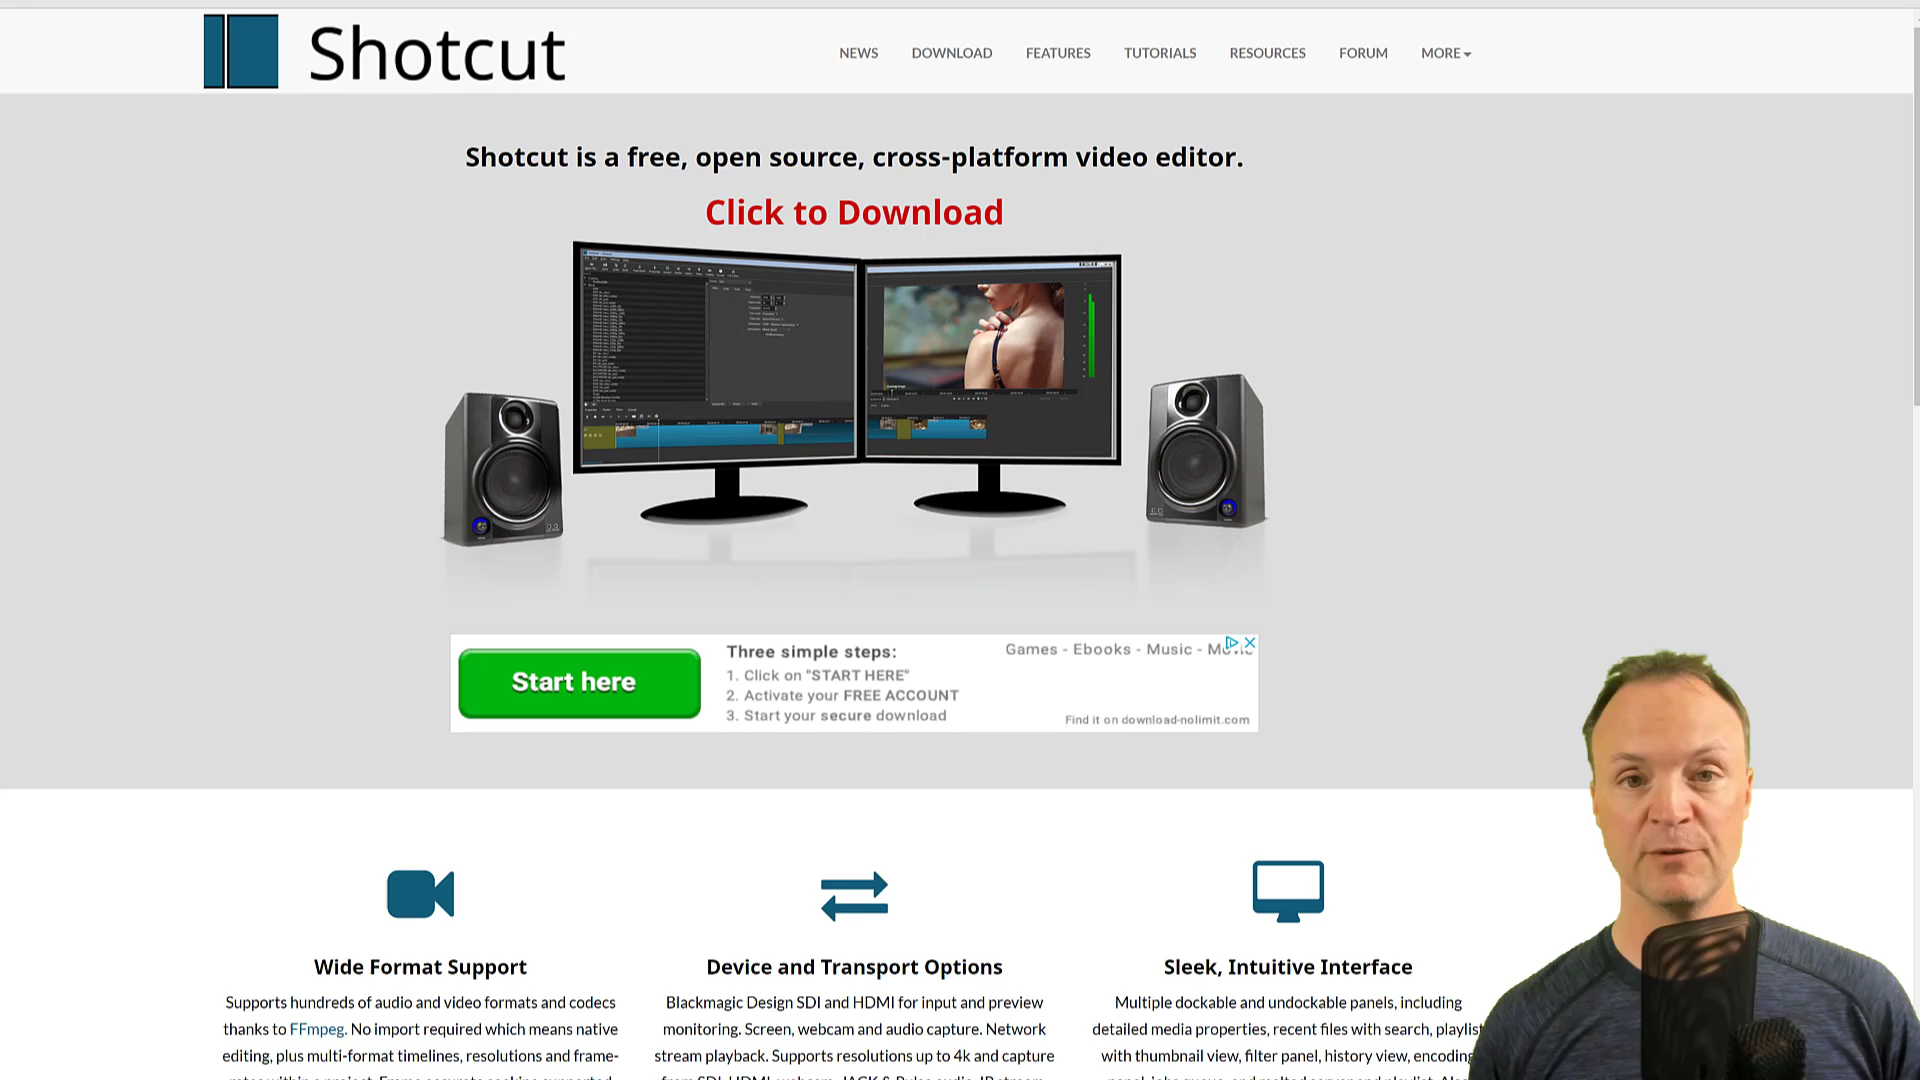 Shotcut
NEWS DOWNLOAD FEATURES TUTORIALS RESOURCES FORUM MORE
Shotcut is a free, open source, cross-platform video editor.
Click to Download
Start here
Three simple steps:
1. Click on "START HERE"
2. Activate your FREE ACCOUNT
3. Start your secure download
Games - Ebooks - Music -
Find it on download-nolimit.com
Wide Format Support
Supports hundreds of audio and video formats and codecs
thanks to FFmpeg. No import required which means native
editing, plus multi-format timelines, resolutions and frame-
Device and Transport Options
Blackmagic Design SDI and HDMI for input and preview
monitoring. Screen, webcam and audio capture. Network
stream playback. Supports resolutions up to 4k and capture
Sleek, Intuitive Interface
Multiple dockable and undockable panels, including
detailed media properties, recent files with search, playlist
with thumbnail view, filter panel, history view, encoding